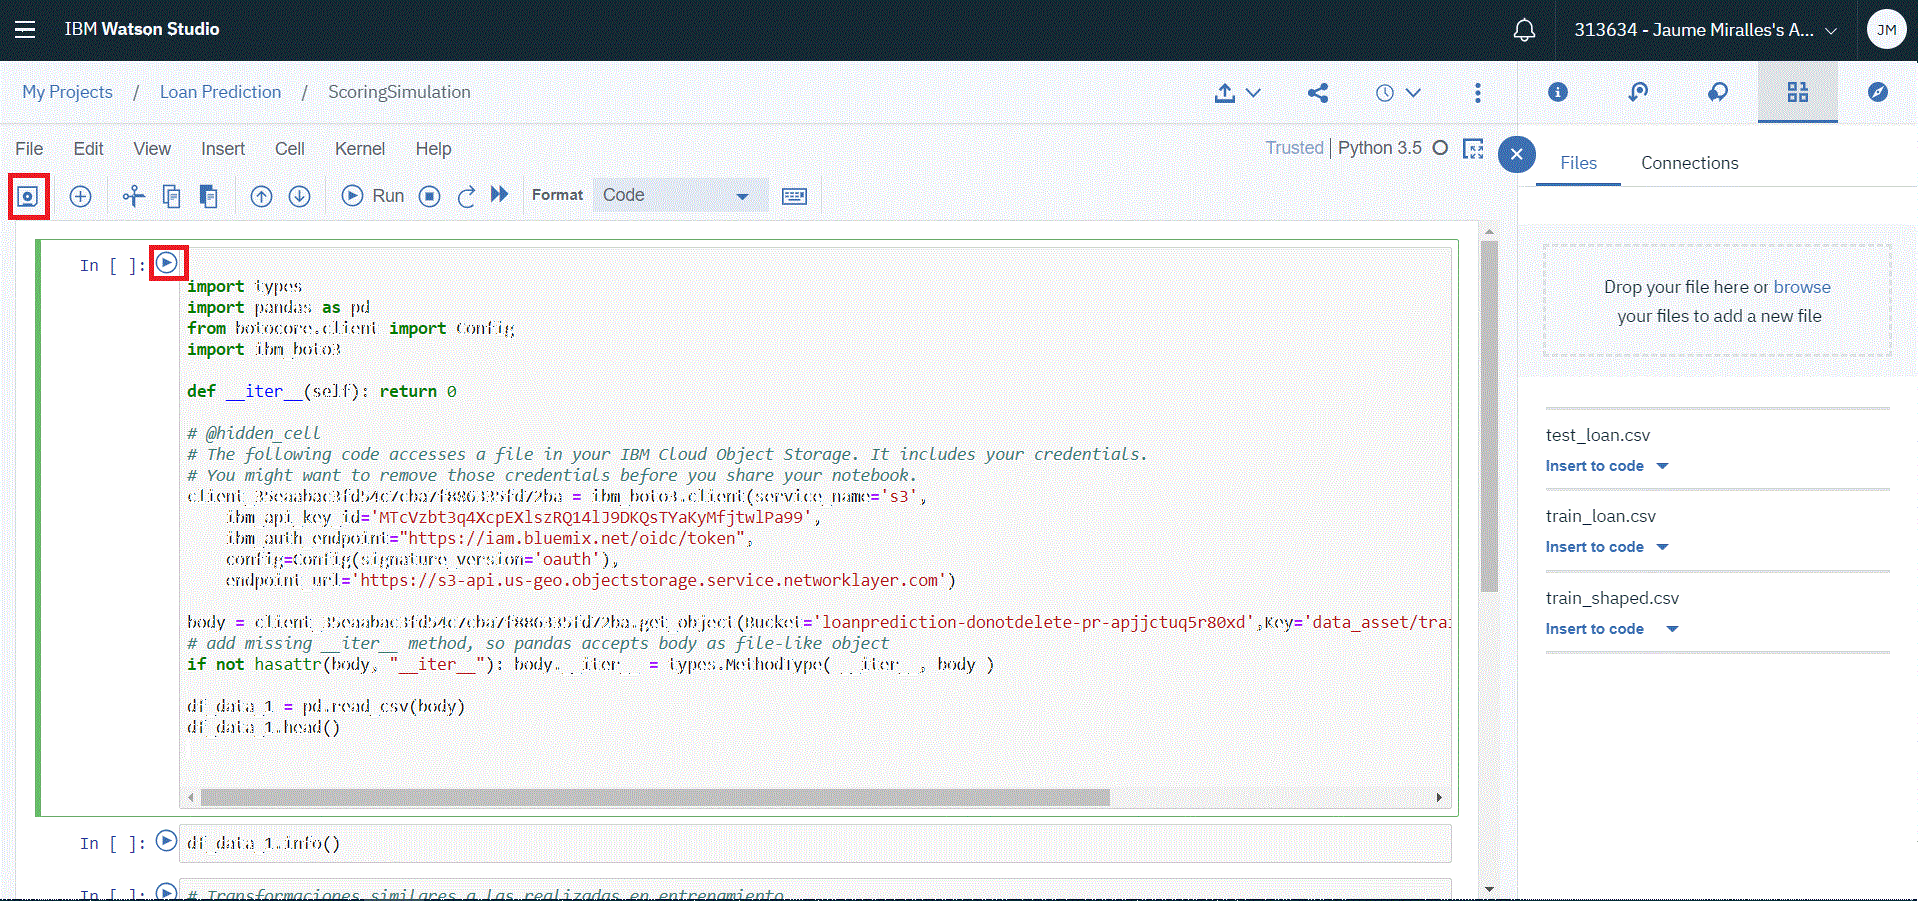 IBM Watson Studio
313634 - Jaume Miralles's A...
JM
My Projects / Loan Prediction / ScoringSimulation
File Edit View Insert Cell Kernel Help
Trusted | Python 3.5
Run
Format
Code
Files
Connections
Drop your file here or browse
your files to add a new file
test_loan.csv
Insert to code
train_loan.csv
Insert to code
train_shaped.csv
Insert to code
In [ ]:
import types
import pandas as pd
from botocore.client import Config
import ibm_boto3
def __iter__(self): return 0
# @hidden_cell
# The following code accesses a file in your IBM Cloud Object Storage. It includes your credentials.
# You might want to remove those credentials before you share your notebook.
client_35eaabac3fd54c7cba7f886335fd72ba = ibm_boto3.client(service_name='s3',
ibm_api_key_id='MTcVzbt3q4XcpEXlszRQ14lJ9DKQsTYaKyMfjtwlPa99',
ibm_auth_endpoint="https://iam.bluemix.net/oidc/token",
config=Config(signature_version='oauth'),
endpoint_url='https://s3-api.us-geo.objectstorage.service.networklayer.com')
body = client_35eaabac3fd54c7cba7f886335fd72ba.get_object(Bucket='loanprediction-donotdelete-pr-apjjctuq5r80xd',Key='data_asset/trai
# add missing __iter__ method, so pandas accepts body as file-like object
if not hasattr(body, "__iter__"): body.__iter__ = types.MethodType( __iter__, body )
df_data_1 = pd.read_csv(body)
df_data_1.head()
In [ ]:
df_data_1.info()
In [ ]:
# Transformaciones similares a las realizadas en entrenamiento